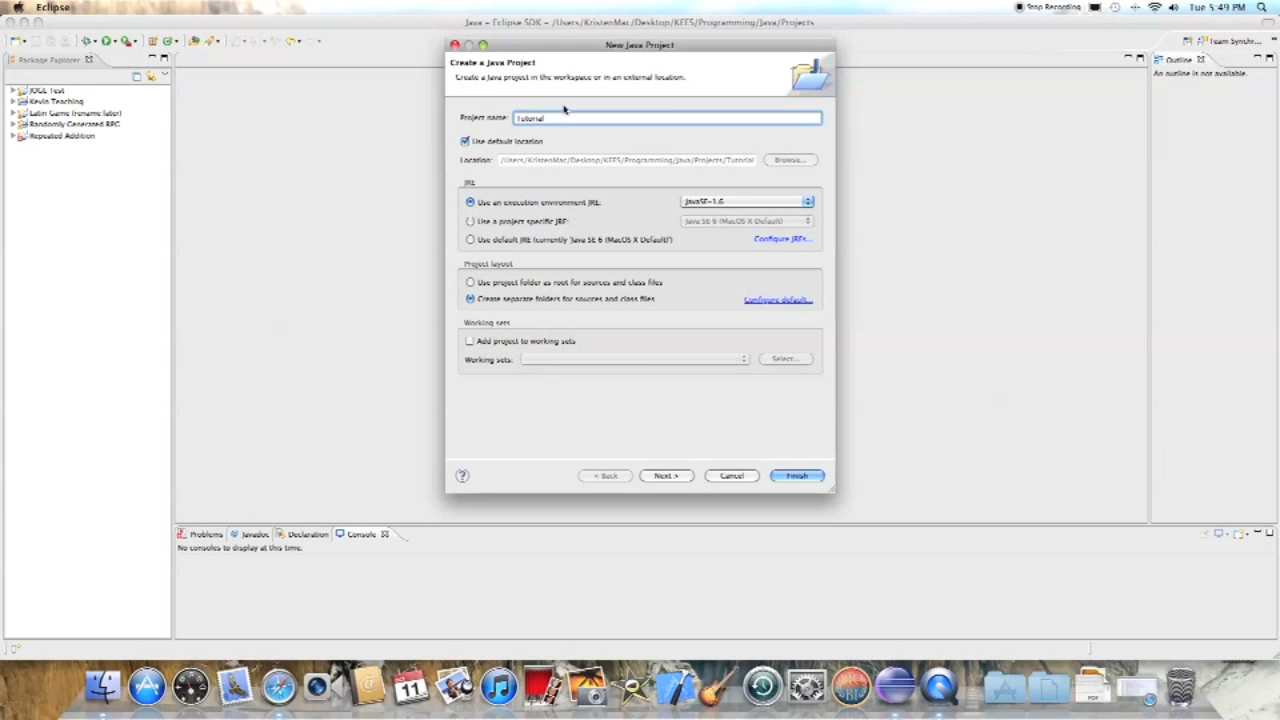 Eclipse
Stop Recording
Tue 5:49 PM
Java - Eclipse SDK - /Users/KristenMac/Desktop/KEES/Programming/Java/Projects
Team Synchr...
Package Explorer
JOGL Test
Kevin Teaching
Latin Game (rename later)
Randomly Generated RPG
Repeated Addition
New Java Project
Create a Java Project
Create a Java project in the workspace or in an external location.
Project name: Tutorial
Use default location
Location: /Users/KristenMac/Desktop/KEES/Programming/Java/Projects/Tutorial Browse...
JRE
Use an execution environment JRE: JavaSE-1.6
Use a project specific JRE: Java SE 6 (MacOS X Default)
Use default JRE (currently 'Java SE 6 (MacOS X Default)') Configure JREs...
Project layout
Use project folder as root for sources and class files
Create separate folders for sources and class files Configure default...
Working sets
Add project to working sets
Working sets: Select...
? < Back Next > Cancel Finish
Outline
An outline is not available.
Problems Javadoc Declaration Console
No consoles to display at this time.
11
PDF